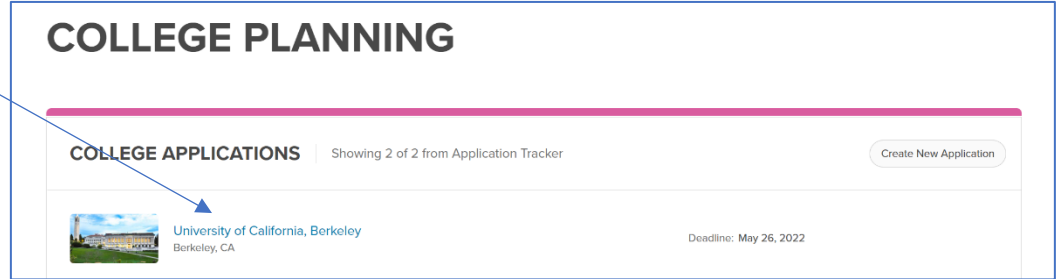 COLLEGE PLANNING
COLLEGE APPLICATIONS Showing 2 of 2 from Application Tracker Create New Application
University of California, Berkeley
Berkeley, CA
Deadline: May 26, 2022